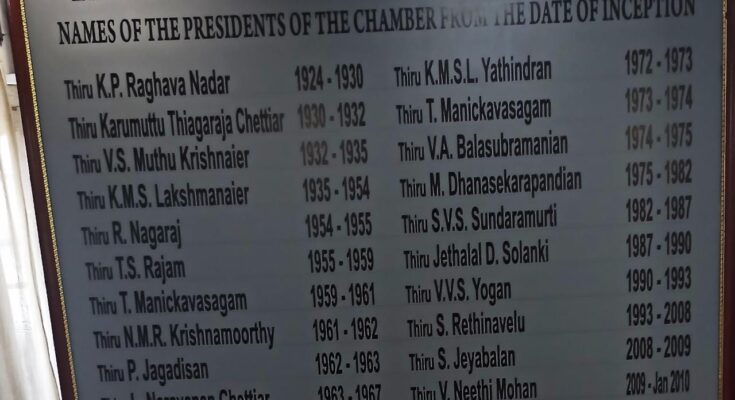 NAMES OF THE PRESIDENTS OF THE CHAMBER FROM THE DATE OF INCEPTION
Thiru K.P. Raghava Nadar 1924 - 1930
Thiru Karumuttu Thiagaraja Chettiar 1930 - 1932
Thiru V.S. Muthu Krishnaier 1932 - 1935
Thiru K.M.S. Lakshmanaier 1935 - 1954
Thiru R. Nagaraj 1954 - 1955
Thiru T.S. Rajam 1955 - 1959
Thiru T. Manickavasagam 1959 - 1961
Thiru N.M.R. Krishnamoorthy 1961 - 1962
Thiru P. Jagadisan 1962 - 1963
Narayanan Chettiar 1963 - 1967
Thiru K.M.S.L. Yathindran 1972 - 1973
Thiru T. Manickavasagam 1973 - 1974
Thiru V.A. Balasubramanian 1974 - 1975
Thiru M. Dhanasekarapandian 1975 - 1982
Thiru S.V.S. Sundaramurti 1982 - 1987
Thiru Jethalal D. Solanki 1987 - 1990
Thiru V.V.S. Yogan 1990 - 1993
Thiru S. Rethinavelu 1993 - 2008
Thiru S. Jeyabalan 2008 - 2009
Thiru V. Neethi Mohan 2009 - Jan 2010